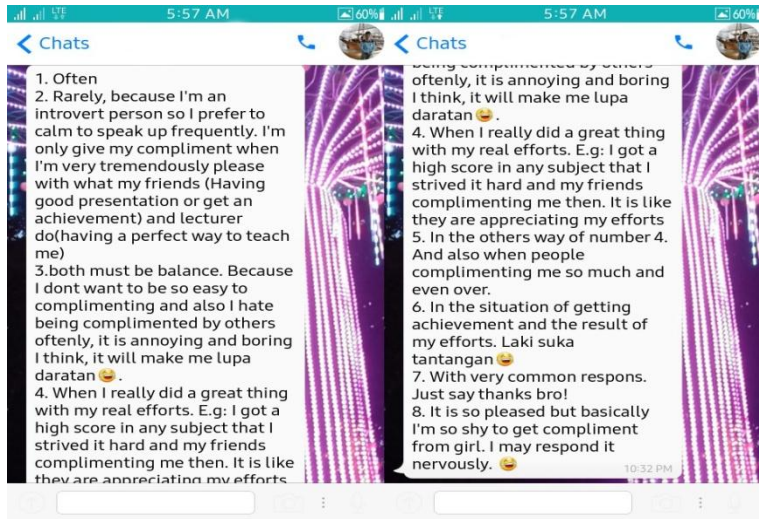 LTE
5:57 AM
60%
Chats
1. Often
2. Rarely, because I'm an
introvert person so I prefer to
calm to speak up frequently. I'm
only give my compliment when
I'm very tremendously please
with what my friends (Having
good presentation or get an
achievement) and lecturer
do(having a perfect way to teach
me)
3.both must be balance. Because
I dont want to be so easy to
complimenting and also I hate
being complimented by others
oftenly, it is annoying and boring
I think, it will make me lupa
daratan😄.
4. When I really did a great thing
with my real efforts. E.g: I got a
high score in any subject that I
strived it hard and my friends
complimenting me then. It is like
they are appreciating my efforts
LTE
5:57 AM
60%
Chats
being complimented by others
oftenly, it is annoying and boring
I think, it will make me lupa
daratan😄.
4. When I really did a great thing
with my real efforts. E.g: I got a
high score in any subject that I
strived it hard and my friends
complimenting me then. It is like
they are appreciating my efforts
5. In the others way of number 4.
And also when people
complimenting me so much and
even over.
6. In the situation of getting
achievement and the result of
my efforts. Laki suka
tantangan😄
7. With very common respons.
Just say thanks bro!
8. It is so pleased but basically
I'm so shy to get compliment
from girl. I may respond it
nervously. 😄
10:32 PM